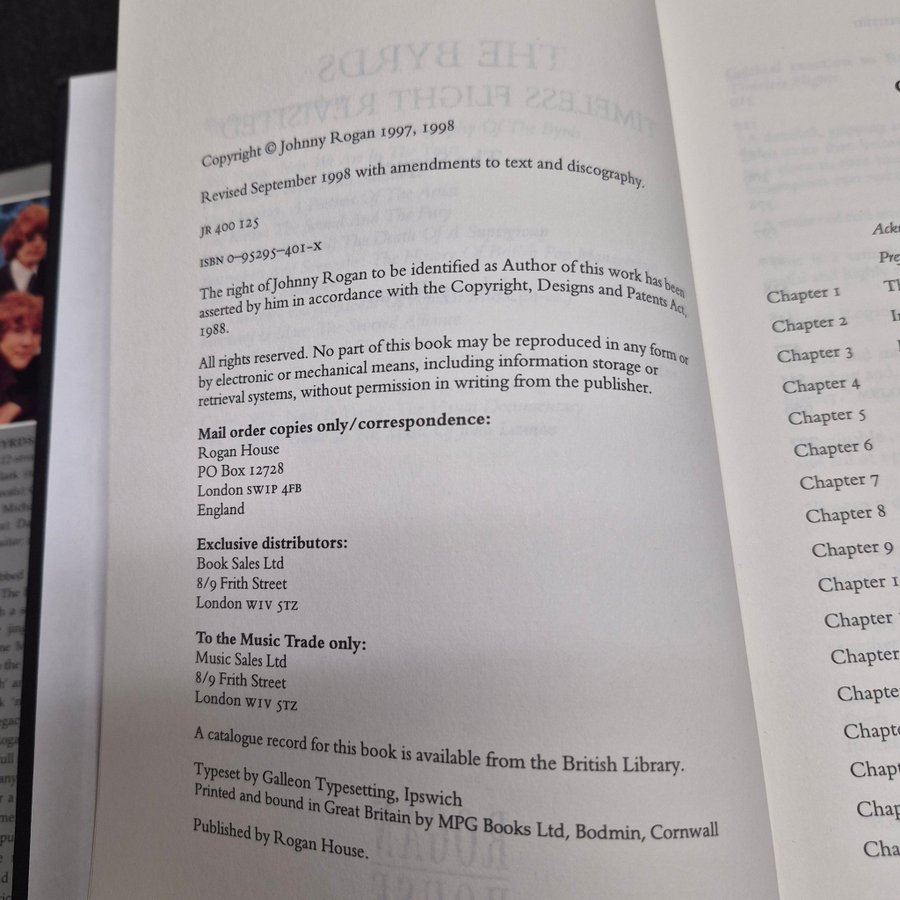 Copyright © Johnny Rogan 1997, 1998
Revised September 1998 with amendments to text and discography.
JR 400 125
ISBN 0–95295–401–X
The right of Johnny Rogan to be identified as Author of this work has been
asserted by him in accordance with the Copyright, Designs and Patents Act,
1988.
All rights reserved. No part of this book may be reproduced in any form or
by electronic or mechanical means, including information storage or
retrieval systems, without permission in writing from the publisher.
Mail order copies only/correspondence:
Rogan House
PO Box 12728
London SW1P 4FB
England
Exclusive distributors:
Book Sales Ltd
8/9 Frith Street
London W1V 5TZ
To the Music Trade only:
Music Sales Ltd
8/9 Frith Street
London W1V 5TZ
A catalogue record for this book is available from the British Library.
Typeset by Galleon Typesetting, Ipswich
Printed and bound in Great Britain by MPG Books Ltd, Bodmin, Cornwall
Published by Rogan House.
Chapter 1
Chapter 2
Chapter 3
Chapter 4
Chapter 5
Chapter 6
Chapter 7
Chapter 8
Chapter 9
Chapter
Chapter
Chapter